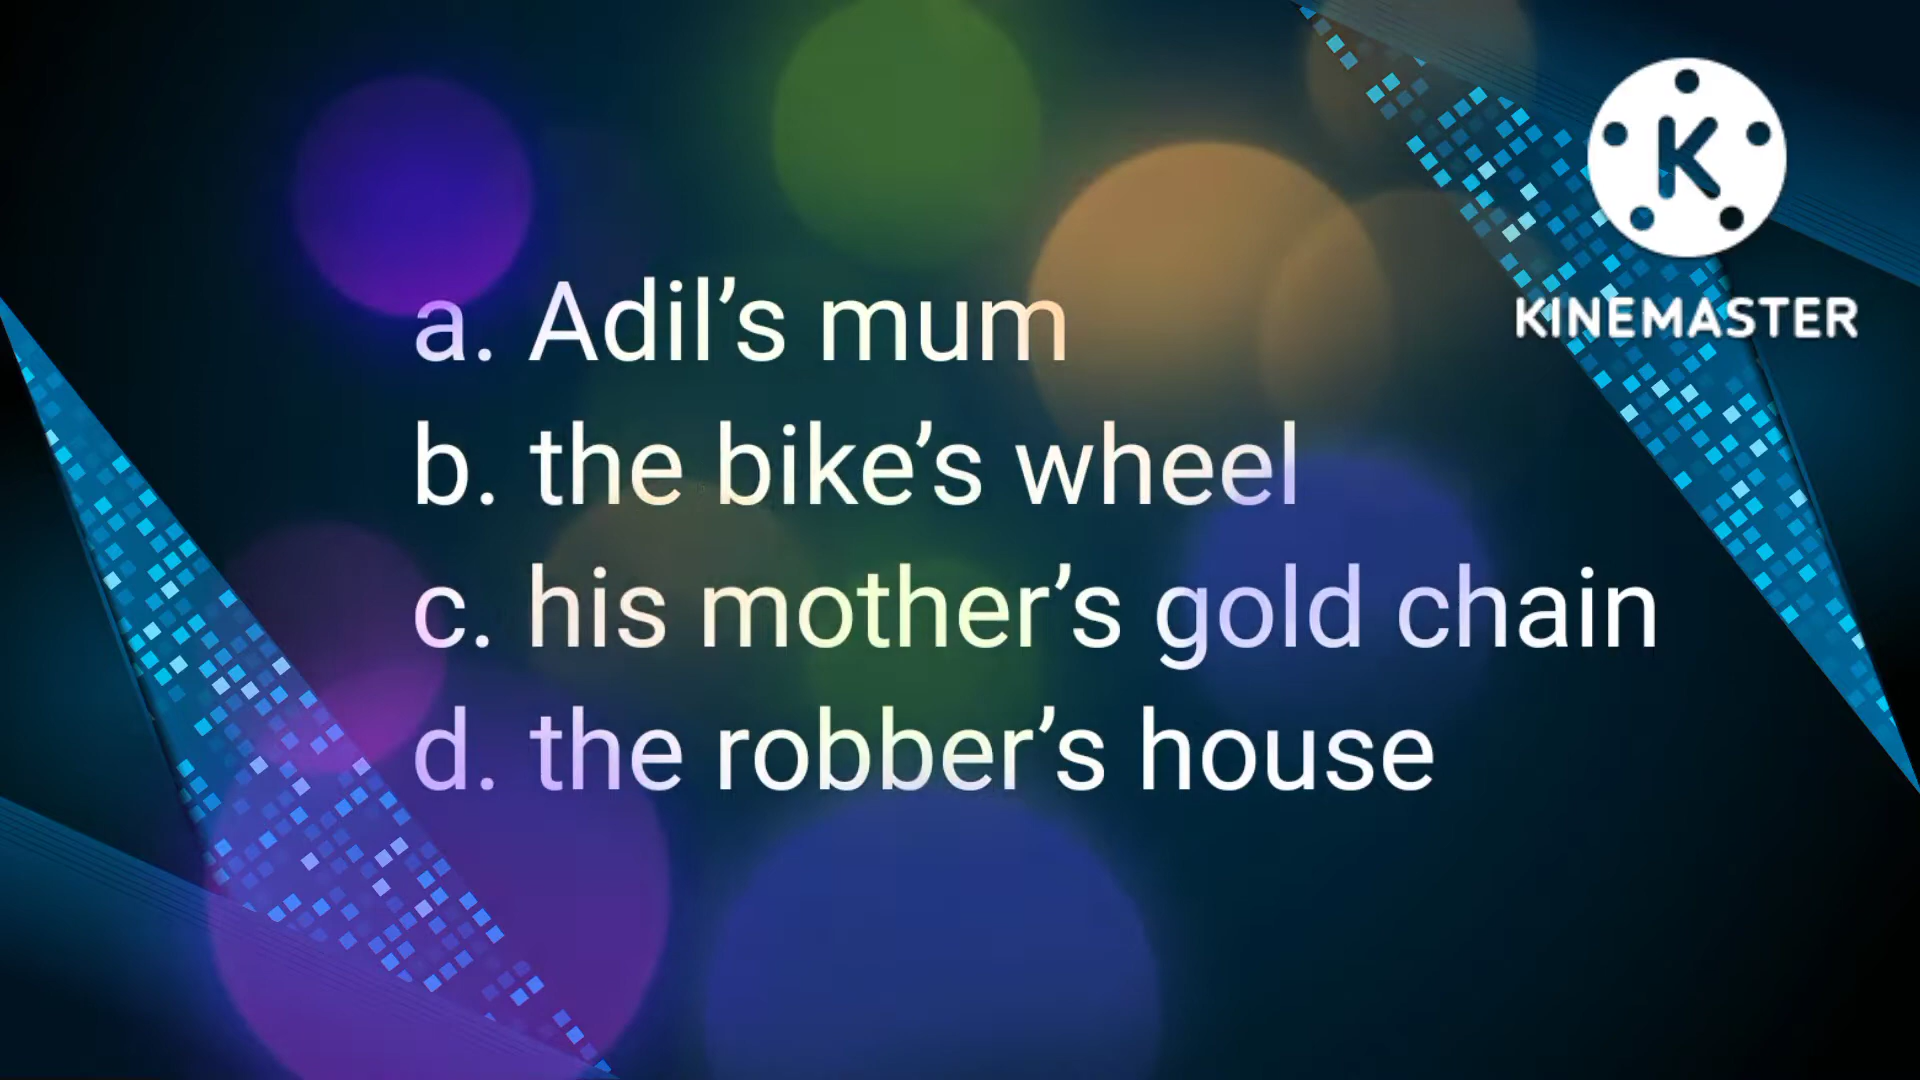 K
KINEMASTER
a. Adil’s mum
b. the bike’s wheel
c. his mother’s gold chain
d. the robber’s house